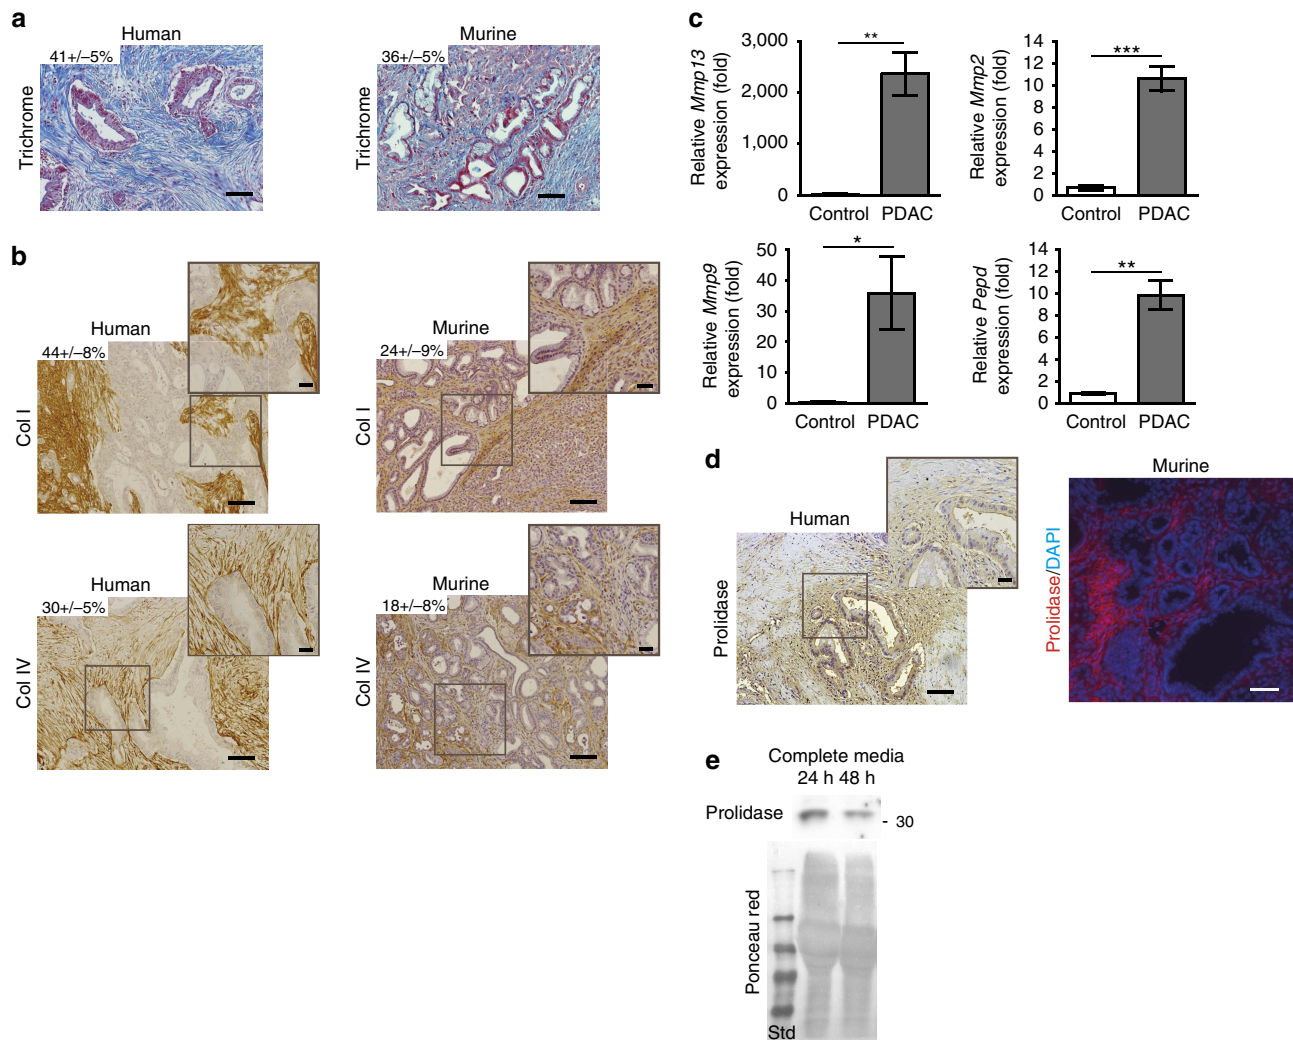 a
Human
41+/–5%
Trichrome
Murine
36+/–5%
Trichrome
b
Human
44+/–8%
Col I
Murine
24+/–9%
Col I
Human
30+/–5%
Col IV
Murine
18+/–8%
Col IV
c
Relative Mmp13
expression (fold)
3,000
2,000
1,000
0
**
Control PDAC
Relative Mmp2
expression (fold)
14
12
10
8
6
4
2
0
***
Control PDAC
Relative Mmp9
expression (fold)
50
40
30
20
10
0
*
Control PDAC
Relative Pepd
expression (fold)
14
12
10
8
6
4
2
0
**
Control PDAC
d
Human
Prolidase
Murine
Prolidase/DAPI
e
Complete media
24 h 48 h
Prolidase
- 30
Ponceau red
Std